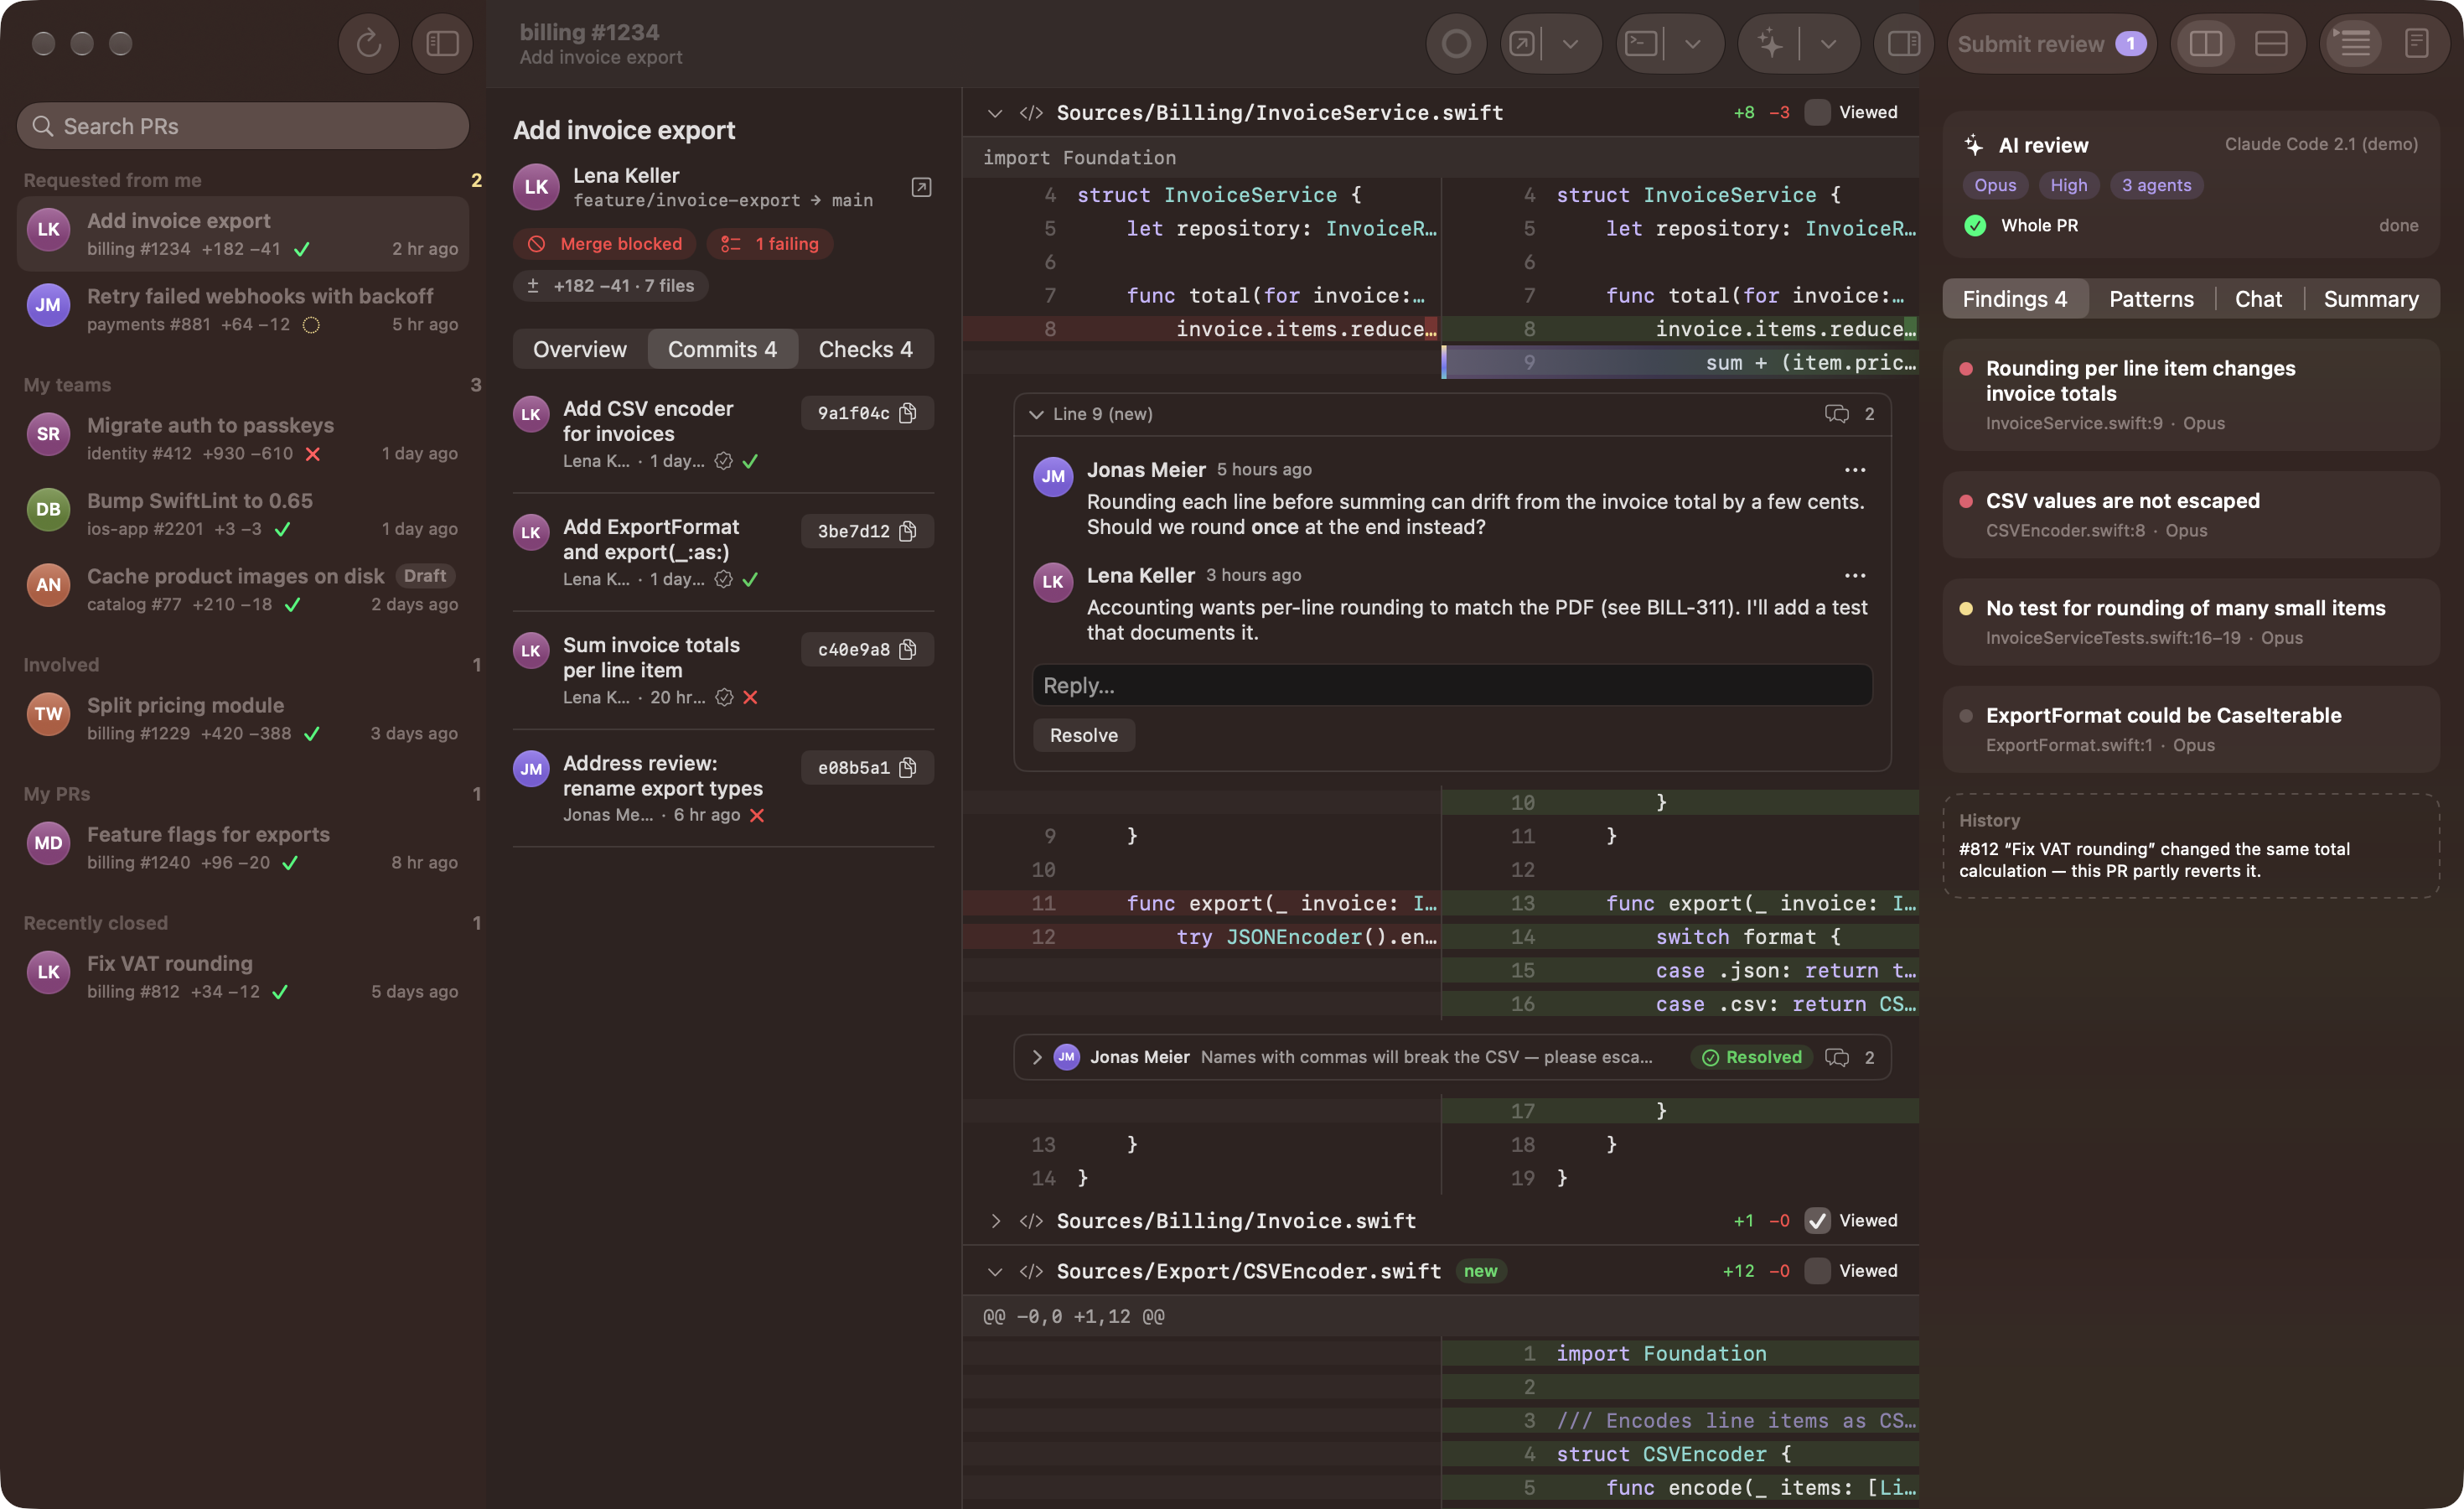 billing #1234
Add invoice export
Submit review 1
Search PRs
Requested from me 2
LK Add invoice export
billing #1234 +182 −41 2 hr ago
JM Retry failed webhooks with backoff
payments #881 +64 −12 5 hr ago
My teams 3
SR Migrate auth to passkeys
identity #412 +930 −610 1 day ago
DB Bump SwiftLint to 0.65
ios-app #2201 +3 −3 1 day ago
AN Cache product images on disk Draft
catalog #77 +210 −18 2 days ago
Involved 1
TW Split pricing module
billing #1229 +420 −388 3 days ago
My PRs 1
MD Feature flags for exports
billing #1240 +96 −20 8 hr ago
Recently closed 1
LK Fix VAT rounding
billing #812 +34 −12 5 days ago
Add invoice export
LK Lena Keller
feature/invoice-export → main
Merge blocked 1 failing
± +182 −41 · 7 files
Overview Commits 4 Checks 4
LK Add CSV encoder for invoices 9a1f04c
Lena K... · 1 day...
LK Add ExportFormat and export(_:as:) 3be7d12
Lena K... · 1 day...
LK Sum invoice totals per line item c40e9a8
Lena K... · 20 hr...
JM Address review: rename export types e08b5a1
Jonas Me... · 6 hr ago
</> Sources/Billing/InvoiceService.swift +8 −3 Viewed
import Foundation
4 struct InvoiceService { 4 struct InvoiceService {
5 let repository: InvoiceR… 5 let repository: InvoiceR…
6 6
7 func total(for invoice:… 7 func total(for invoice:…
8 invoice.items.reduce… 8 invoice.items.reduce…
9 sum + (item.pric…
Line 9 (new) 2
JM Jonas Meier 5 hours ago ...
Rounding each line before summing can drift from the invoice total by a few cents.
Should we round once at the end instead?
LK Lena Keller 3 hours ago ...
Accounting wants per-line rounding to match the PDF (see BILL-311). I'll add a test
that documents it.
Reply...
Resolve
10 }
9 } 11 }
10 12
11 func export(_ invoice: I… 13 func export(_ invoice: I…
12 try JSONEncoder().en… 14 switch format {
15 case .json: return t…
16 case .csv: return CS…
JM Jonas Meier Names with commas will break the CSV — please esca... Resolved 2
17 }
13 } 18 }
14 } 19 }
</> Sources/Billing/Invoice.swift +1 −0 Viewed
</> Sources/Export/CSVEncoder.swift new +12 −0 Viewed
@@ −0,0 +1,12 @@
1 import Foundation
2
3 /// Encodes line items as CS…
4 struct CSVEncoder {
5 func encode(_ items: [Li…
AI review Claude Code 2.1 (demo)
Opus High 3 agents
Whole PR done
Findings 4 Patterns Chat Summary
Rounding per line item changes
invoice totals
InvoiceService.swift:9 · Opus
CSV values are not escaped
CSVEncoder.swift:8 · Opus
No test for rounding of many small items
InvoiceServiceTests.swift:16–19 · Opus
ExportFormat could be CaseIterable
ExportFormat.swift:1 · Opus
History
#812 “Fix VAT rounding” changed the same total
calculation — this PR partly reverts it.